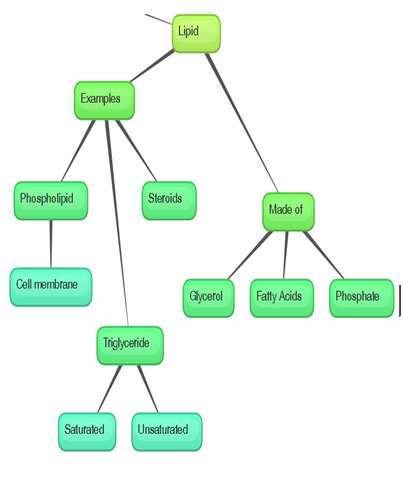 Lipid
Examples
Phospholipid
Steroids
Made of
Cell membrane
Glycerol
Fatty Acids
Phosphate
Triglyceride
Saturated
Unsaturated